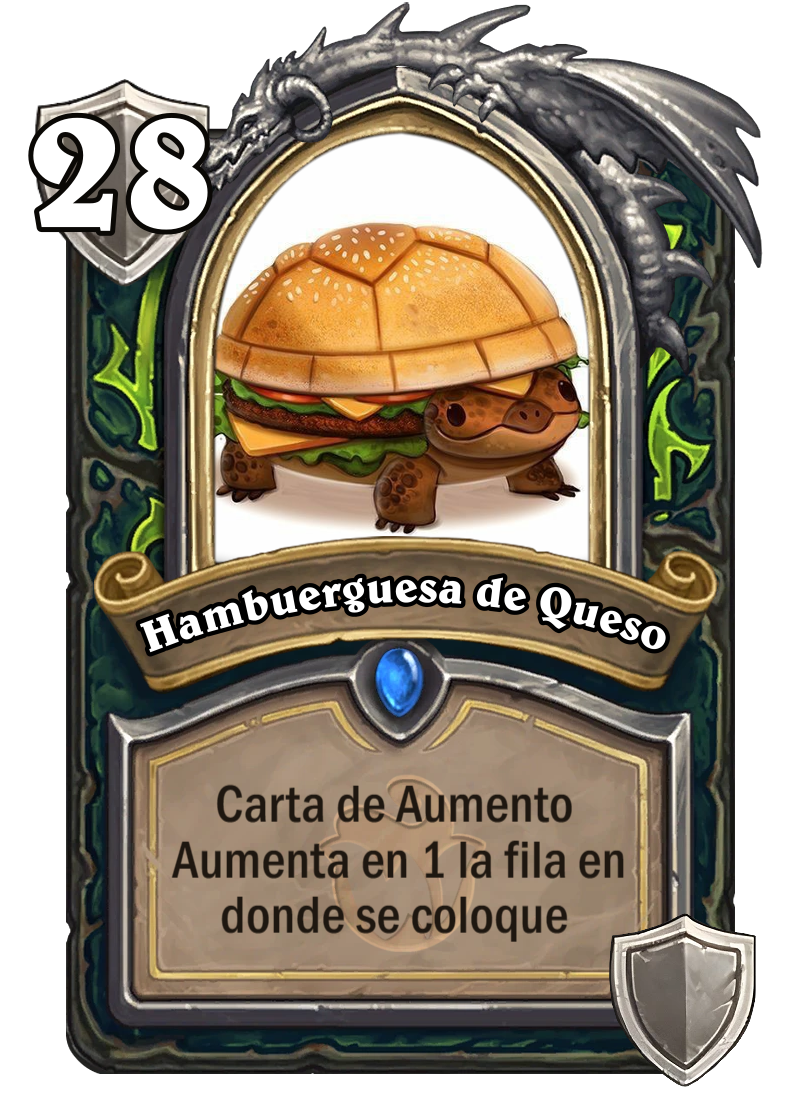 28
Hambuerguesa de Queso
Carta de Aumento
Aumenta en 1 la fila en
donde se coloque